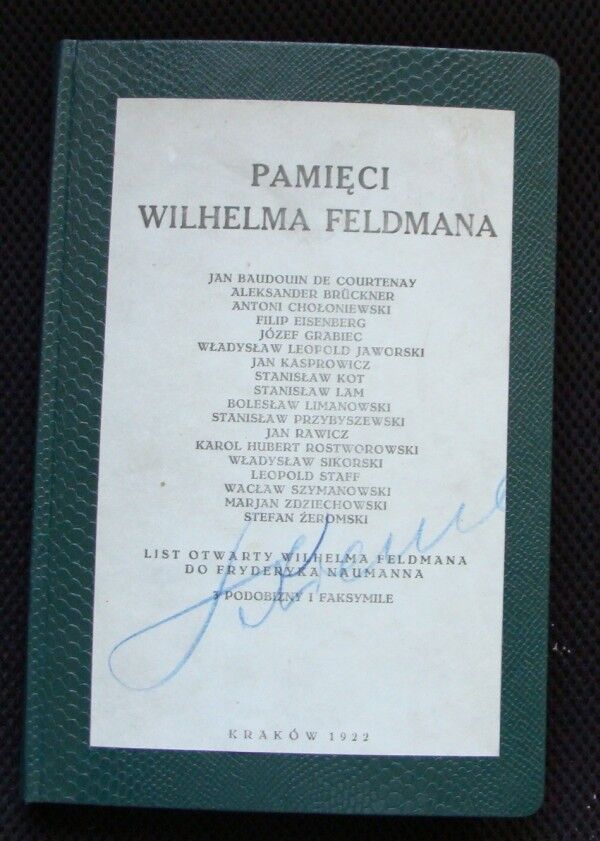 PAMIĘCI
WILHELMA FELDMANA
JAN BAUDOUIN DE COURTENAY
ALEKSANDER BRÜCKNER
ANTONI CHOŁONIEWSKI
FILIP EISENBERG
JÓZEF GRABIEC
WŁADYSŁAW LEOPOLD JAWORSKI
JAN KASPROWICZ
STANISŁAW KOT
STANISŁAW LAM
BOLESŁAW LIMANOWSKI
STANISŁAW PRZYBYSZEWSKI
JAN RAWICZ
KAROL HUBERT ROSTWOROWSKI
WŁADYSŁAW SIKORSKI
LEOPOLD STAFF
WACŁAW SZYMANOWSKI
MARJAN ZDZIECHOWSKI
STEFAN ŻEROMSKI
LIST OTWARTY WILHELMA FELDMANA
DO FRYDERYKA NAUMANNA
3 PODOBIZNY I FAKSYMILE
KRAKÓW 1922